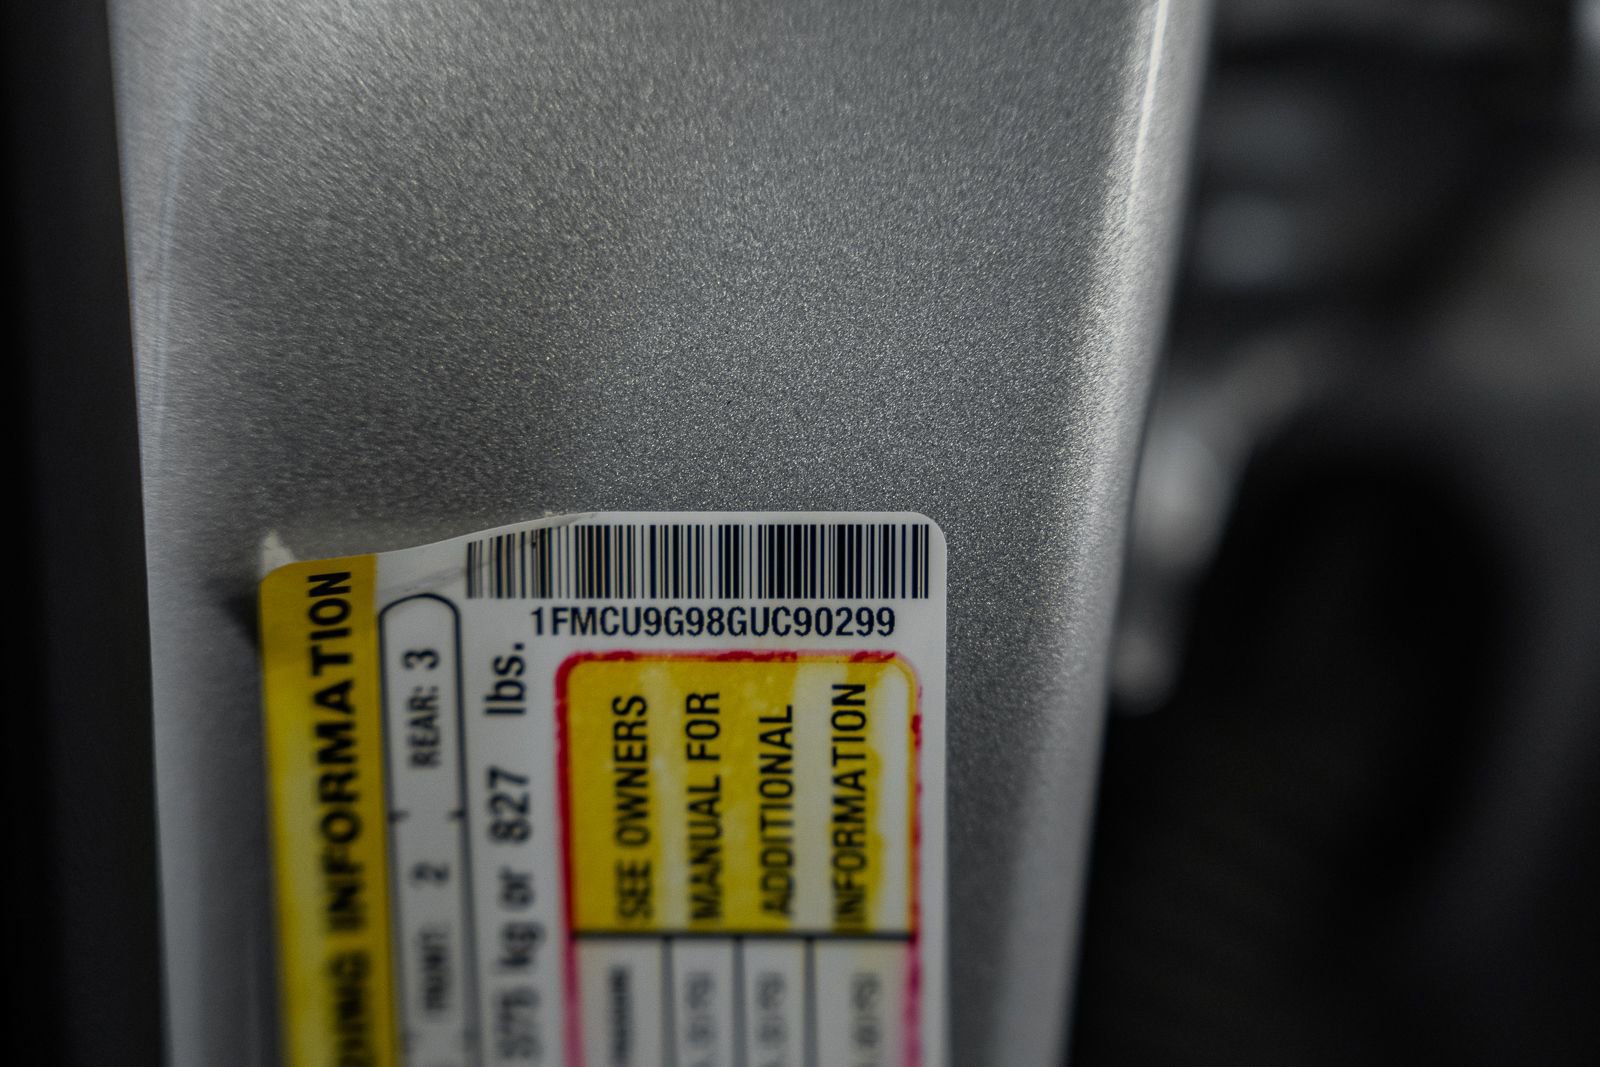 1FMCU9G98GUC90299
INFORMATION
REAR: 3
2
kg or 827 lbs.
SEE OWNERS
MANUAL FOR
ADDITIONAL
INFORMATION